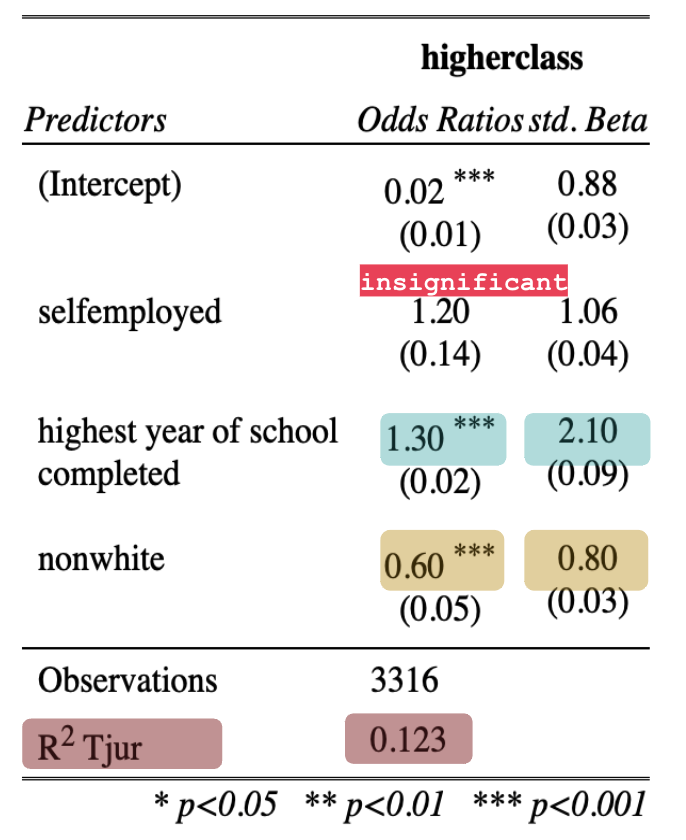 higherclass
Predictors Odds Ratios std. Beta
(Intercept) 0.02 *** 0.88
(0.01) (0.03)
insignificant
selfemployed 1.20 1.06
(0.14) (0.04)
highest year of school 1.30 *** 2.10
completed (0.02) (0.09)
nonwhite 0.60 *** 0.80
(0.05) (0.03)
Observations 3316
R² Tjur 0.123
* p<0.05 ** p<0.01 *** p<0.001